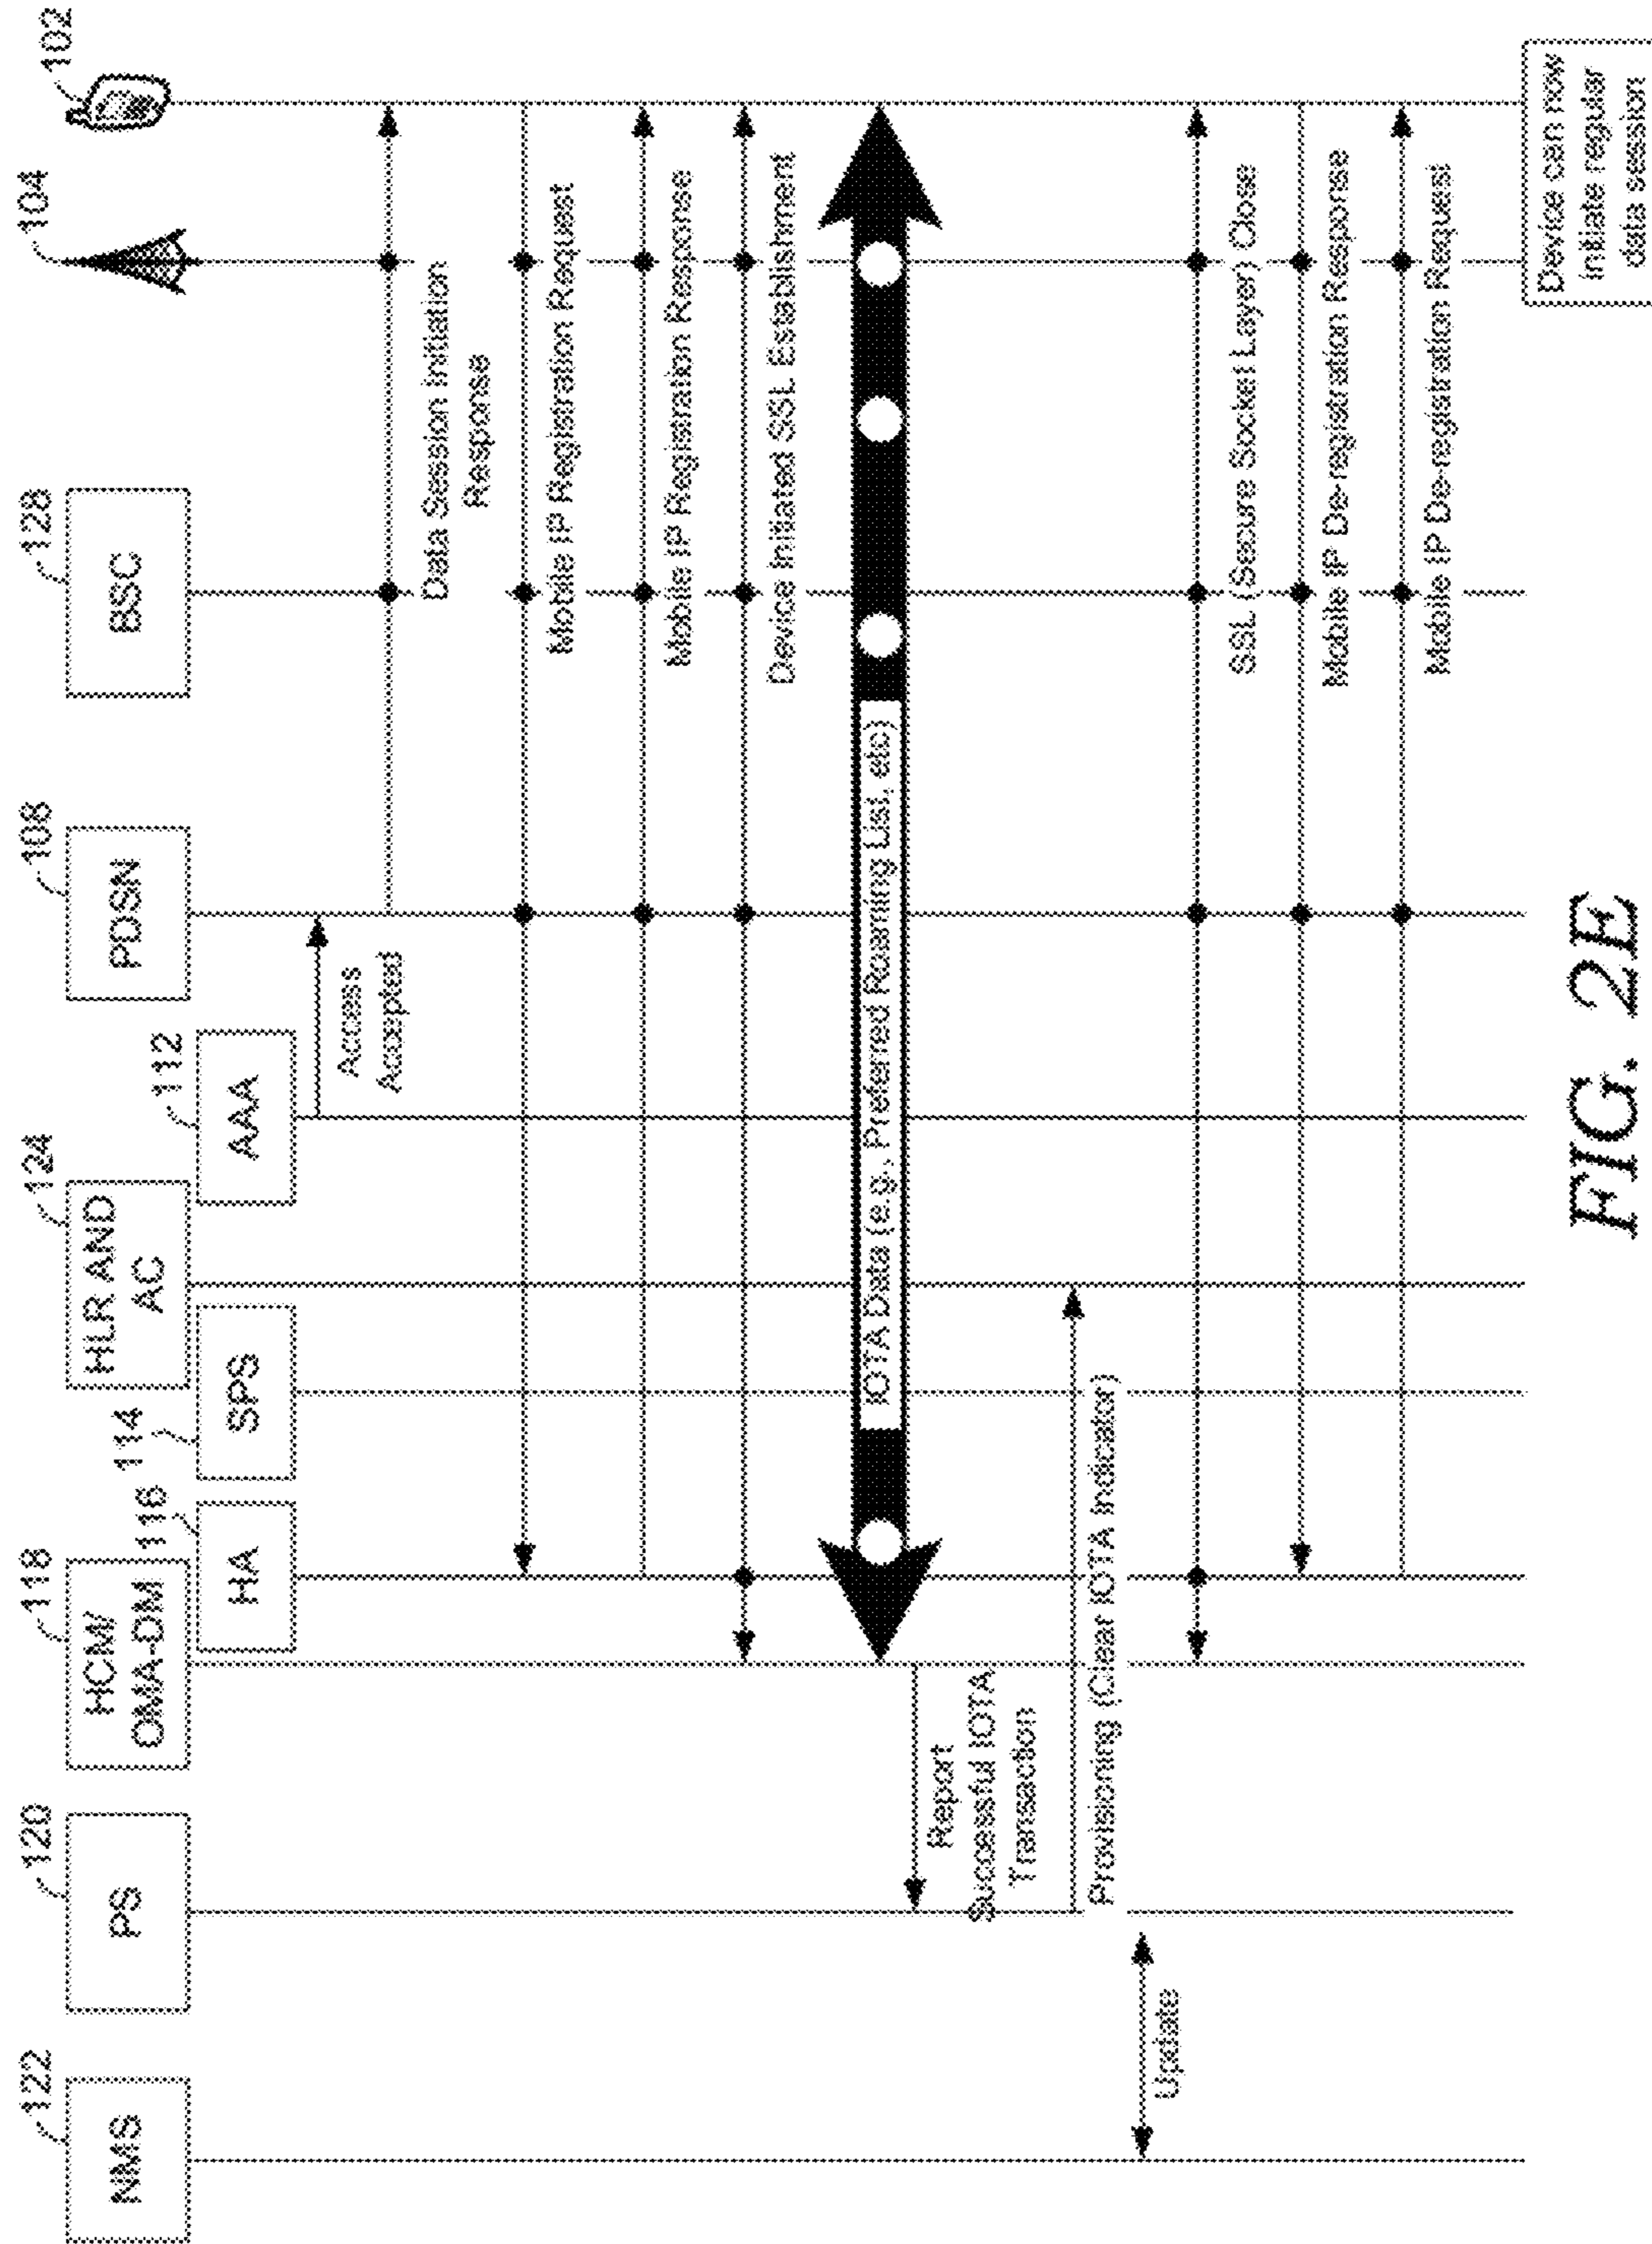 122
NMS
120
PS
118
HCM/
OMA-DM
116
HA
114
SPS
124
HLR AND
AC
112
AAA
108
PDSN
128
BSC
104
102
Access
Accepted
Data Session Initiation
Response
Mobile IP Registration Request
Mobile IP Registration Response
Device Initiated SSL Establishment
IOTA Data (e.g., Preferred Roaming List, etc)
Report
Successful IOTA
Transaction
Provisioning (Clear IOTA Indicator)
Update
SSL (Secure Socket Layer) Close
Mobile IP De-registration Response
Mobile IP De-registration Request
Device can now
initiate regular
data session
FIG. 2E